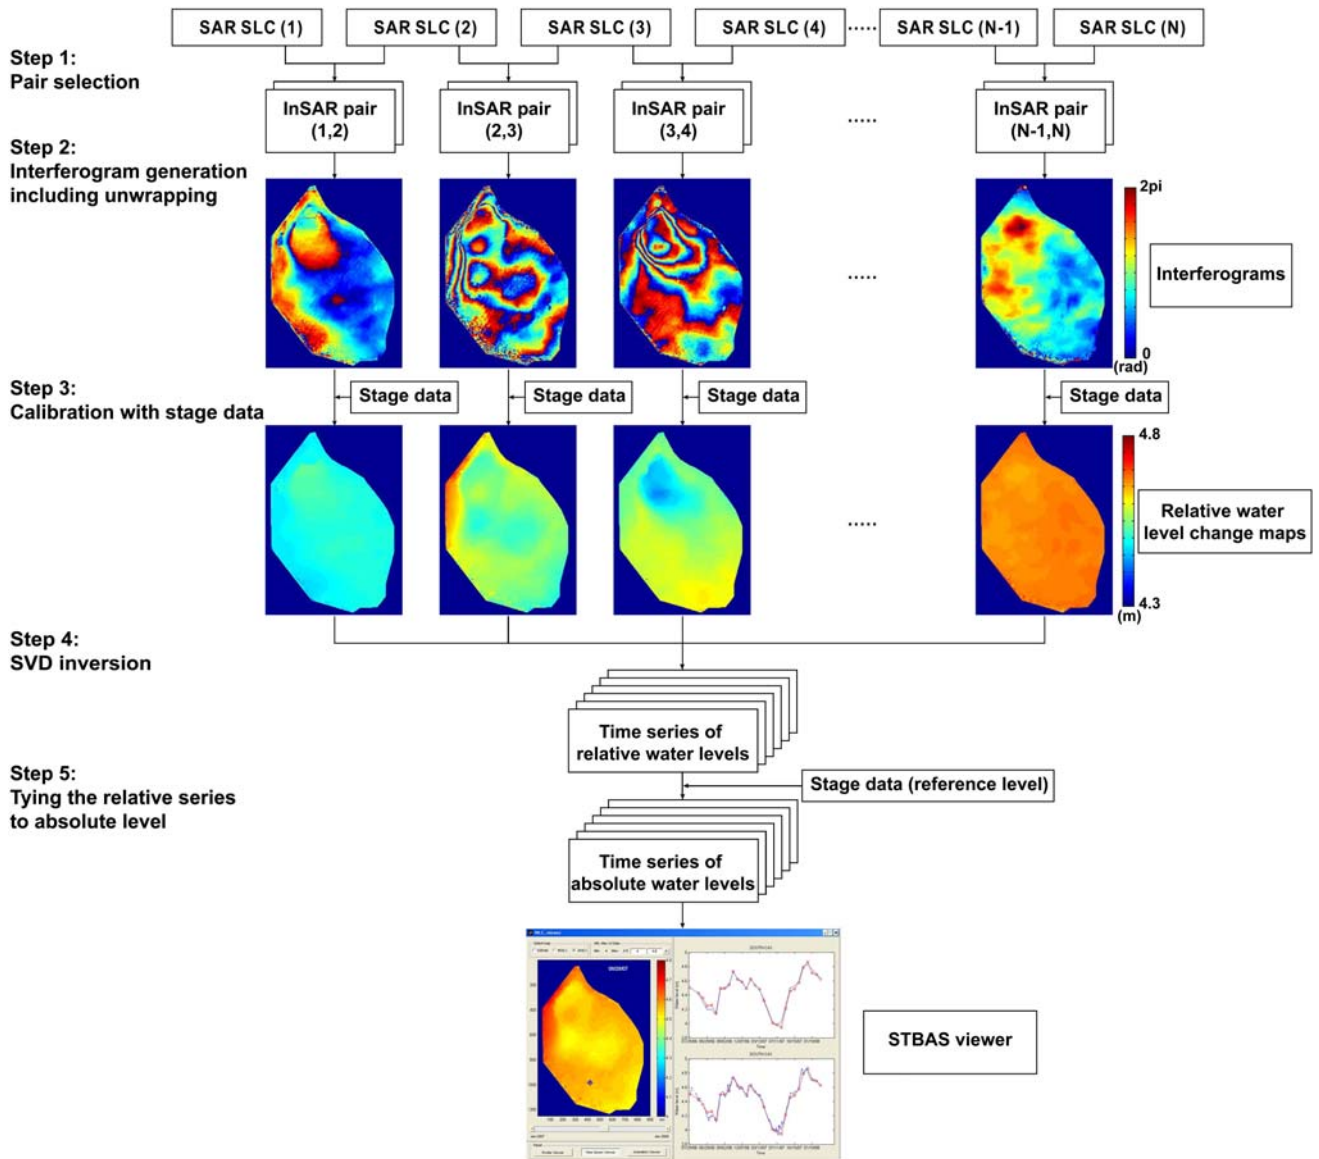 SAR SLC (1)
SAR SLC (2)
SAR SLC (3)
SAR SLC (4)
.....
SAR SLC (N-1)
SAR SLC (N)
Step 1:
Pair selection
InSAR pair
(1,2)
InSAR pair
(2,3)
InSAR pair
(3,4)
.....
InSAR pair
(N-1,N)
Step 2:
Interferogram generation
including unwrapping
2pi
0
(rad)
.....
Interferograms
Step 3:
Calibration with stage data
Stage data
Stage data
Stage data
Stage data
4.8
4.3
(m)
.....
Relative water
level change maps
Step 4:
SVD inversion
Time series of
relative water levels
Step 5:
Tying the relative series
to absolute level
Stage data (reference level)
Time series of
absolute water levels
STBAS viewer